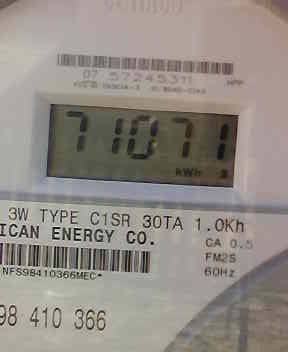 07 57245311
71071
kWh
3W TYPE C1SR 30TA 1.0Kh
ICAN ENERGY CO.
CA 0.5
FM2S
NFS98410366MEC*
60Hz
98 410 366